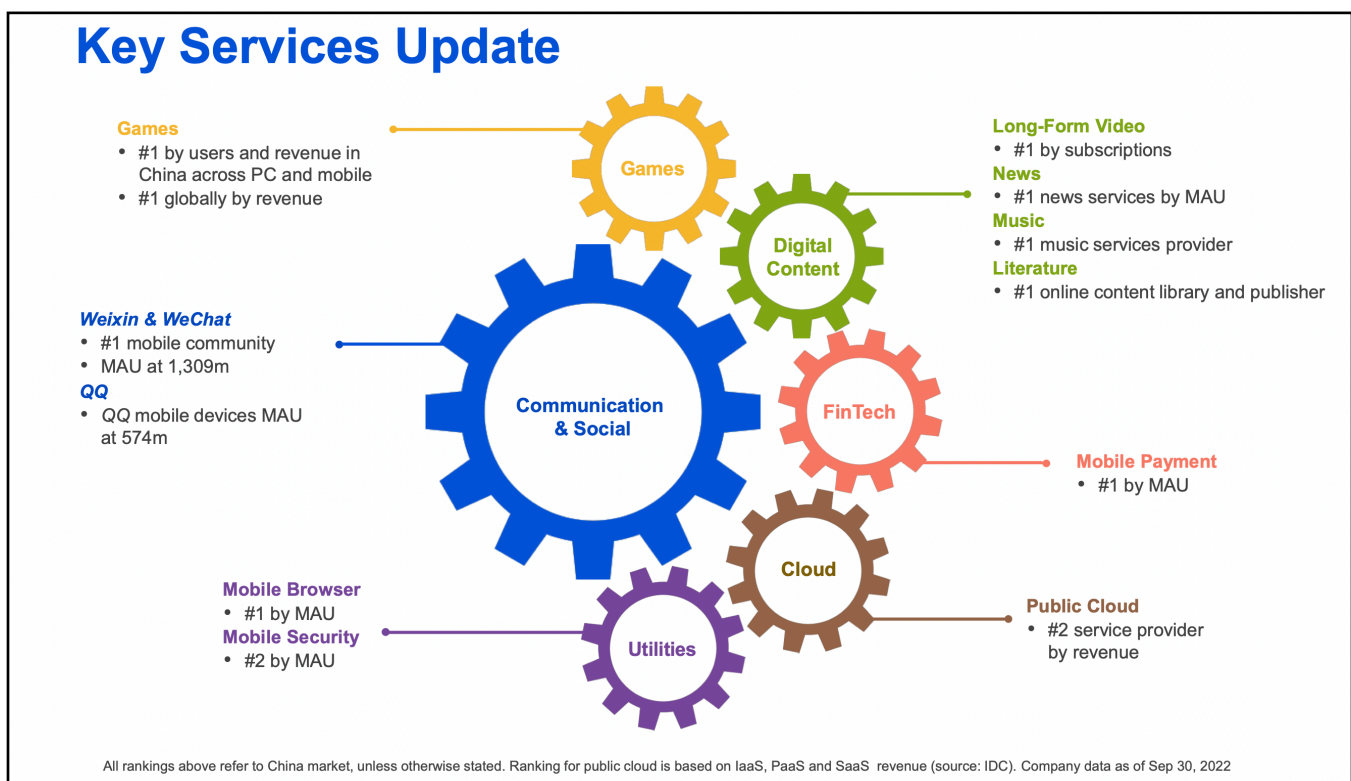 Key Services Update
Games
• #1 by users and revenue in
China across PC and mobile
• #1 globally by revenue
Games
Long-Form Video
• #1 by subscriptions
News
• #1 news services by MAU
Music
• #1 music services provider
Literature
• #1 online content library and publisher
Digital
Content
Weixin & WeChat
• #1 mobile community
• MAU at 1,309m
QQ
• QQ mobile devices MAU
at 574m
Communication
& Social
FinTech
Mobile Payment
• #1 by MAU
Cloud
Public Cloud
• #2 service provider
by revenue
Mobile Browser
• #1 by MAU
Mobile Security
• #2 by MAU
Utilities
All rankings above refer to China market, unless otherwise stated. Ranking for public cloud is based on IaaS, PaaS and SaaS revenue (source: IDC). Company data as of Sep 30, 2022